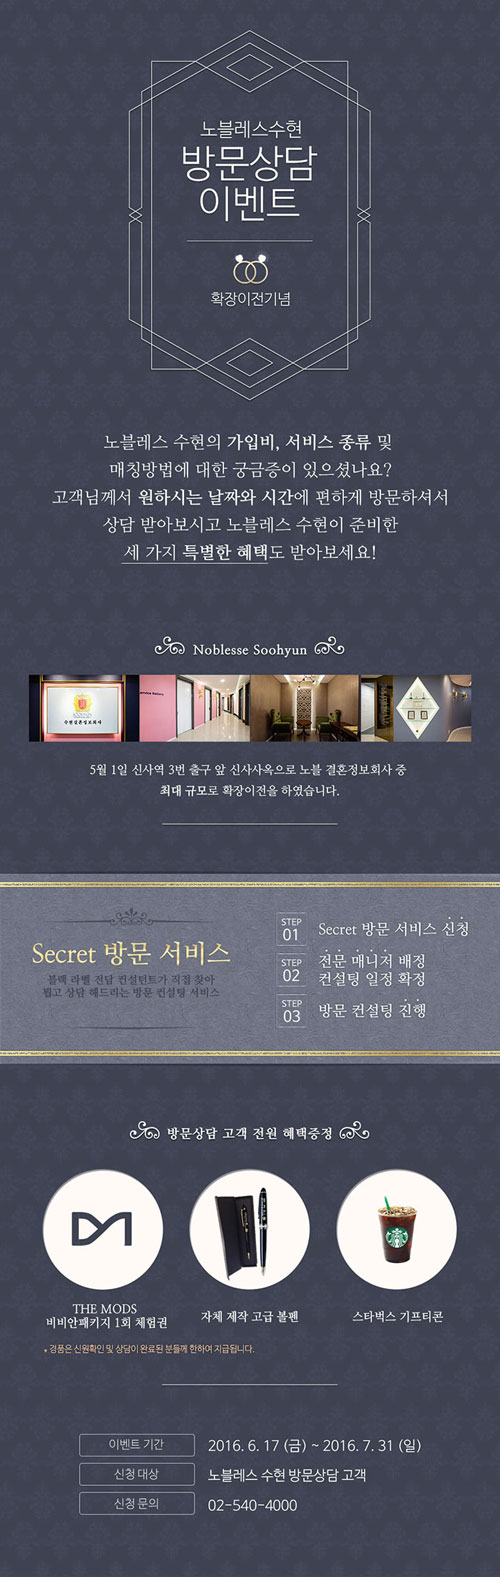 노블레스수현
방문상담
이벤트
확장이전기념
노블레스 수현의 가입비, 서비스 종류 및
매칭방법에 대한 궁금증이 있으셨나요?
고객님께서 원하시는 날짜와 시간에 편하게 방문하셔서
상담 받아보시고 노블레스 수현이 준비한
세 가지 특별한 혜택도 받아보세요!
Noblesse Soohyun
수현결혼정보회사
5월 1일 신사역 3번 출구 앞 신사사옥으로 노블 결혼정보회사 중
최대 규모로 확장이전을 하였습니다.
Secret 방문 서비스
블랙 라벨 전담 컨설턴트가 직접 찾아
뵙고 상담 해드리는 방문 컨설팅 서비스
STEP 01
Secret 방문 서비스 신청
STEP 02
전문 매니저 배정
컨설팅 일정 확정
STEP 03
방문 컨설팅 진행
방문상담 고객 전원 혜택증정
THE MODS
비비안패키지 1회 체험권
자체 제작 고급 볼펜
스타벅스 기프티콘
* 경품은 신원확인 및 상담이 완료된 분들께 한하여 지급됩니다.
이벤트 기간 2016. 6. 17 (금) ~ 2016. 7. 31 (일)
신청 대상 노블레스 수현 방문상담 고객
신청 문의 02-540-4000